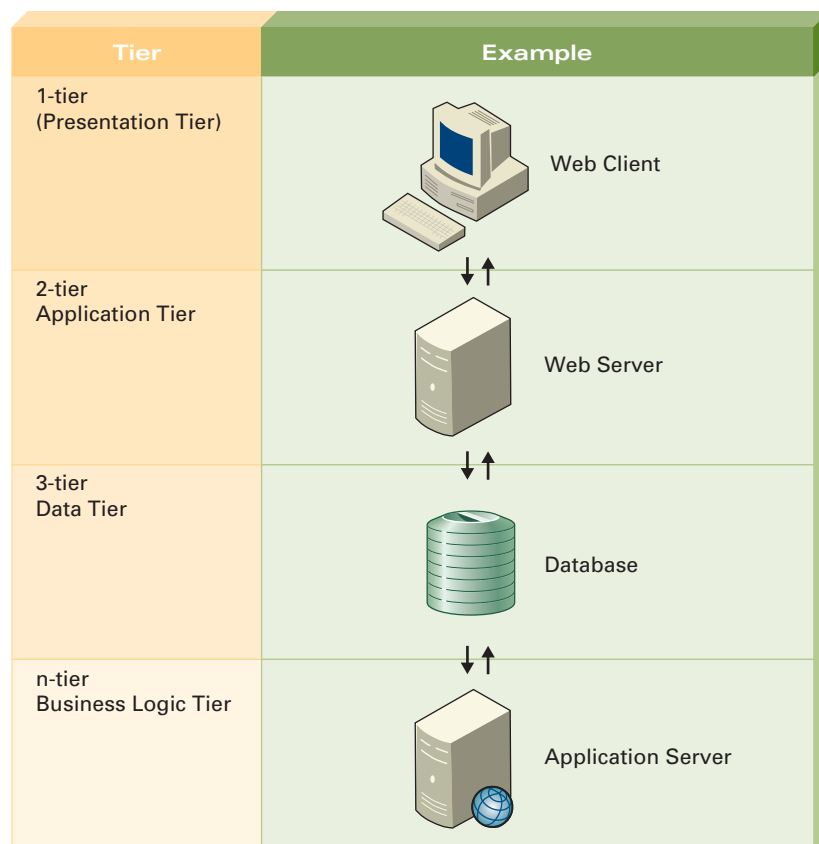 Tier
Example
1-tier
(Presentation Tier)
Web Client
2-tier
Application Tier
Web Server
3-tier
Data Tier
Database
n-tier
Business Logic Tier
Application Server